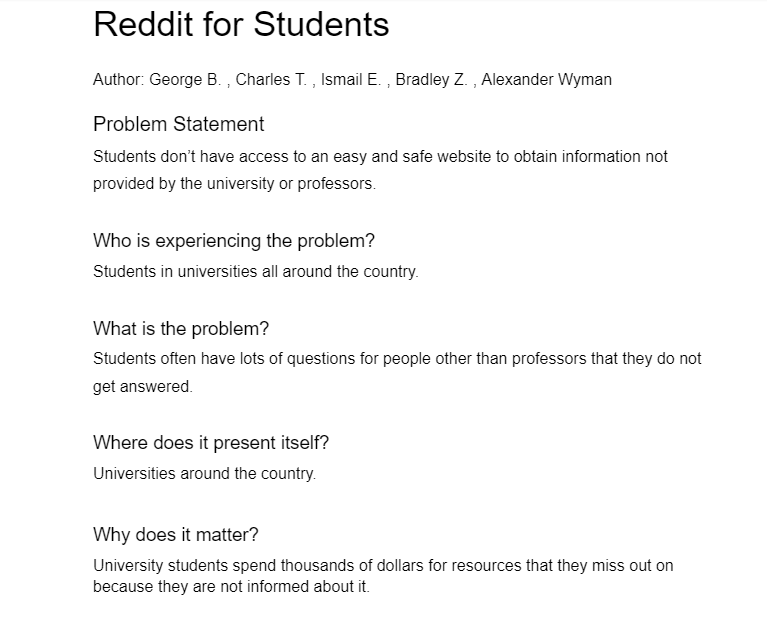 Reddit for Students
Author: George B. , Charles T. , Ismail E. , Bradley Z. , Alexander Wyman
Problem Statement
Students don’t have access to an easy and safe website to obtain information not
provided by the university or professors.
Who is experiencing the problem?
Students in universities all around the country.
What is the problem?
Students often have lots of questions for people other than professors that they do not
get answered.
Where does it present itself?
Universities around the country.
Why does it matter?
University students spend thousands of dollars for resources that they miss out on
because they are not informed about it.